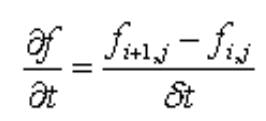 ∂f/∂t = (f_{i+1,j} − f_{i,j})/δt